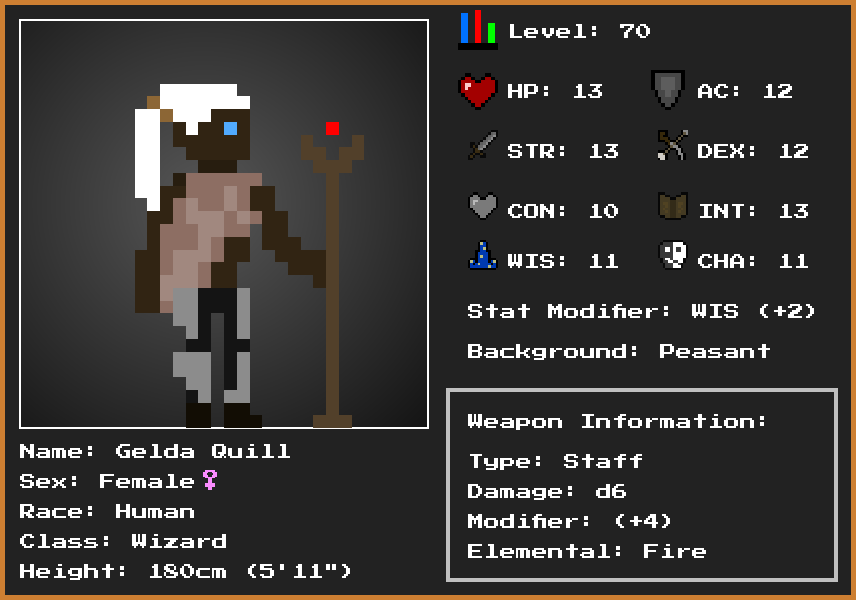 Level: 70
HP: 13 AC: 12
STR: 13 DEX: 12
CON: 10 INT: 13
WIS: 11 CHA: 11
Stat Modifier: WIS (+2)
Background: Peasant
Weapon Information:
Type: Staff
Damage: d6
Modifier: (+4)
Elemental: Fire
Name: Gelda Quill
Sex: Female♀
Race: Human
Class: Wizard
Height: 180cm (5'11")